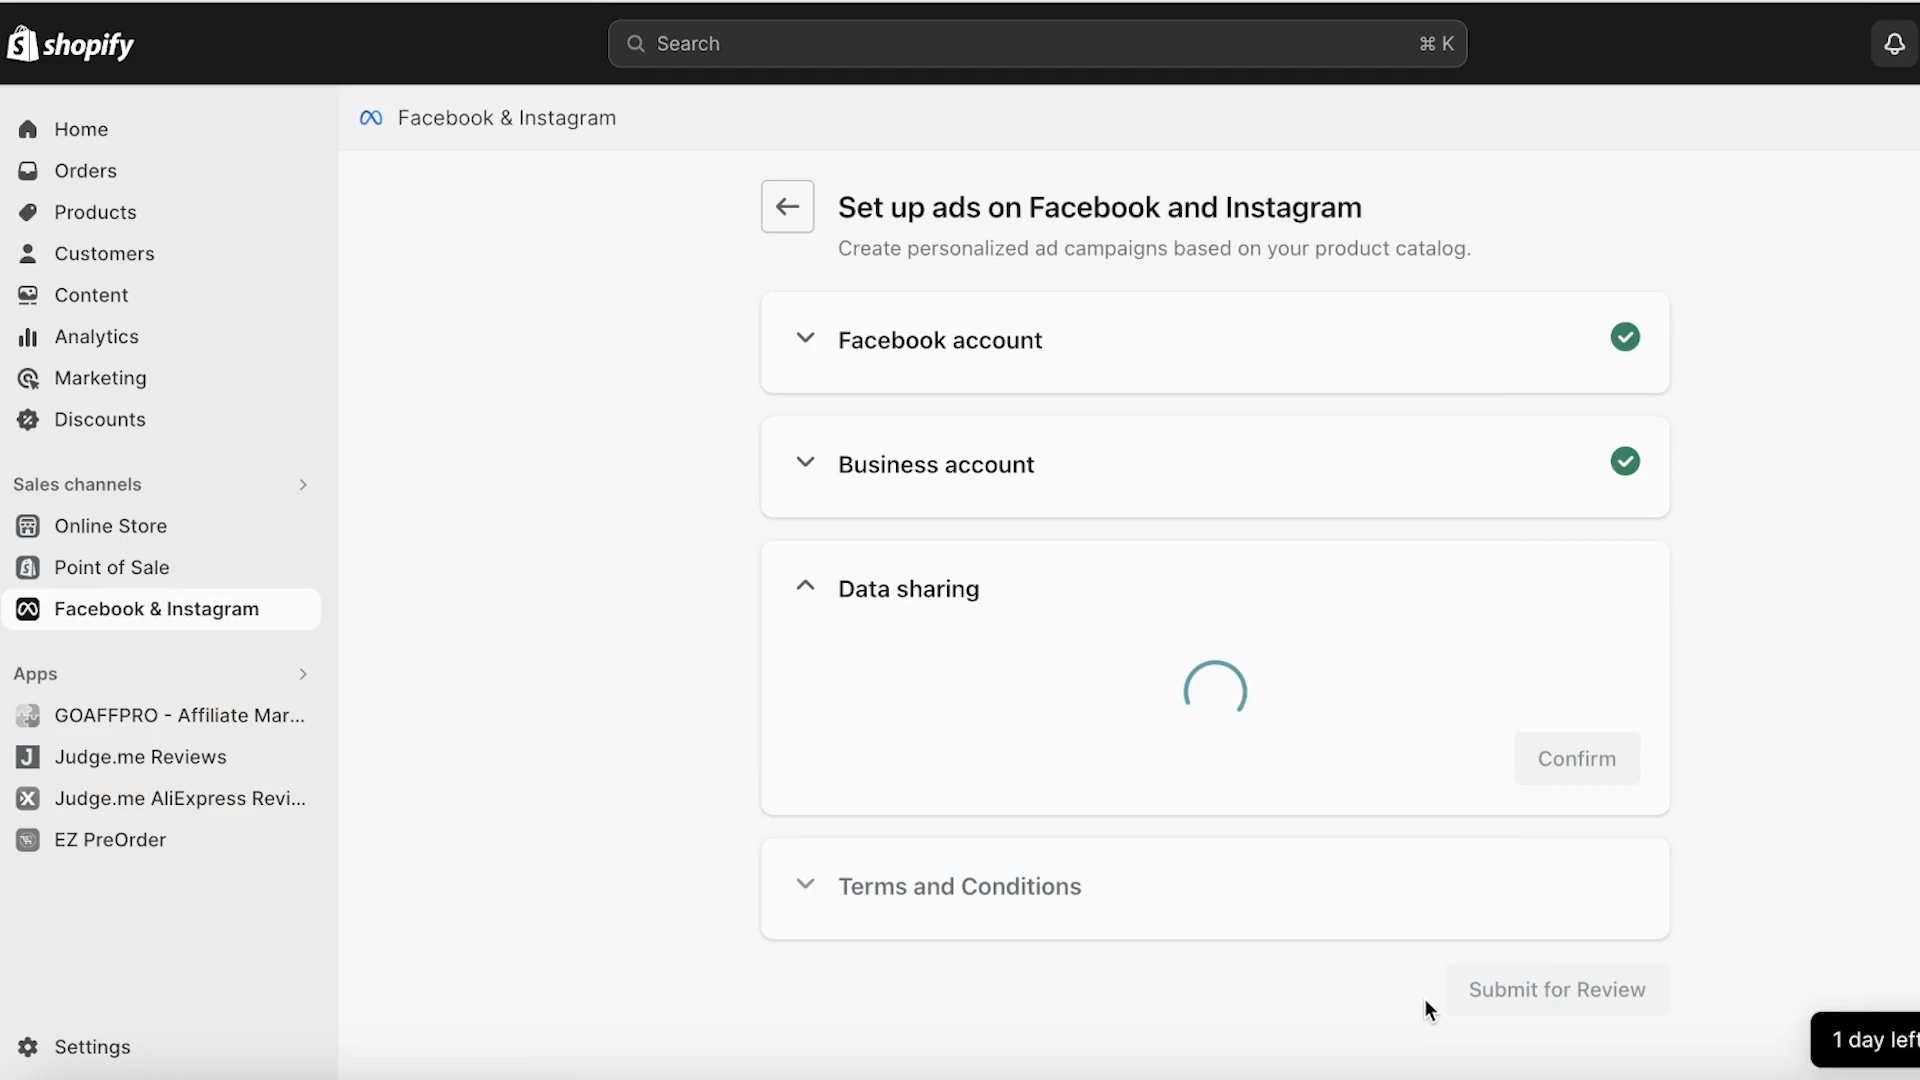 shopify
Search
⌘ K
Home
Orders
Products
Customers
Content
Analytics
Marketing
Discounts
Sales channels
Online Store
Point of Sale
Facebook & Instagram
Apps
GOAFFPRO - Affiliate Mar...
Judge.me Reviews
Judge.me AliExpress Revi...
EZ PreOrder
Settings
Facebook & Instagram
Set up ads on Facebook and Instagram
Create personalized ad campaigns based on your product catalog.
Facebook account
Business account
Data sharing
Confirm
Terms and Conditions
Submit for Review
1 day left